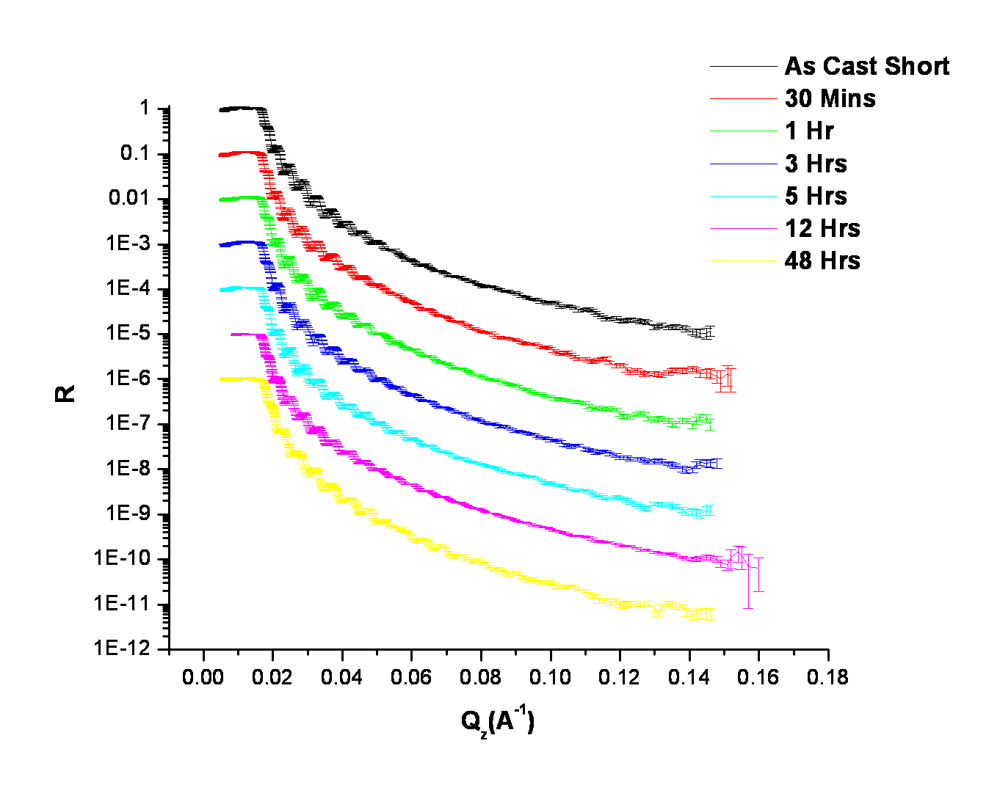 As Cast Short
30 Mins
1 Hr
3 Hrs
5 Hrs
12 Hrs
48 Hrs
1
0.1
0.01
1E-3
1E-4
1E-5
1E-6
1E-7
1E-8
1E-9
1E-10
1E-11
1E-12
R
0.00 0.02 0.04 0.06 0.08 0.10 0.12 0.14 0.16 0.18
Qz(A-1)